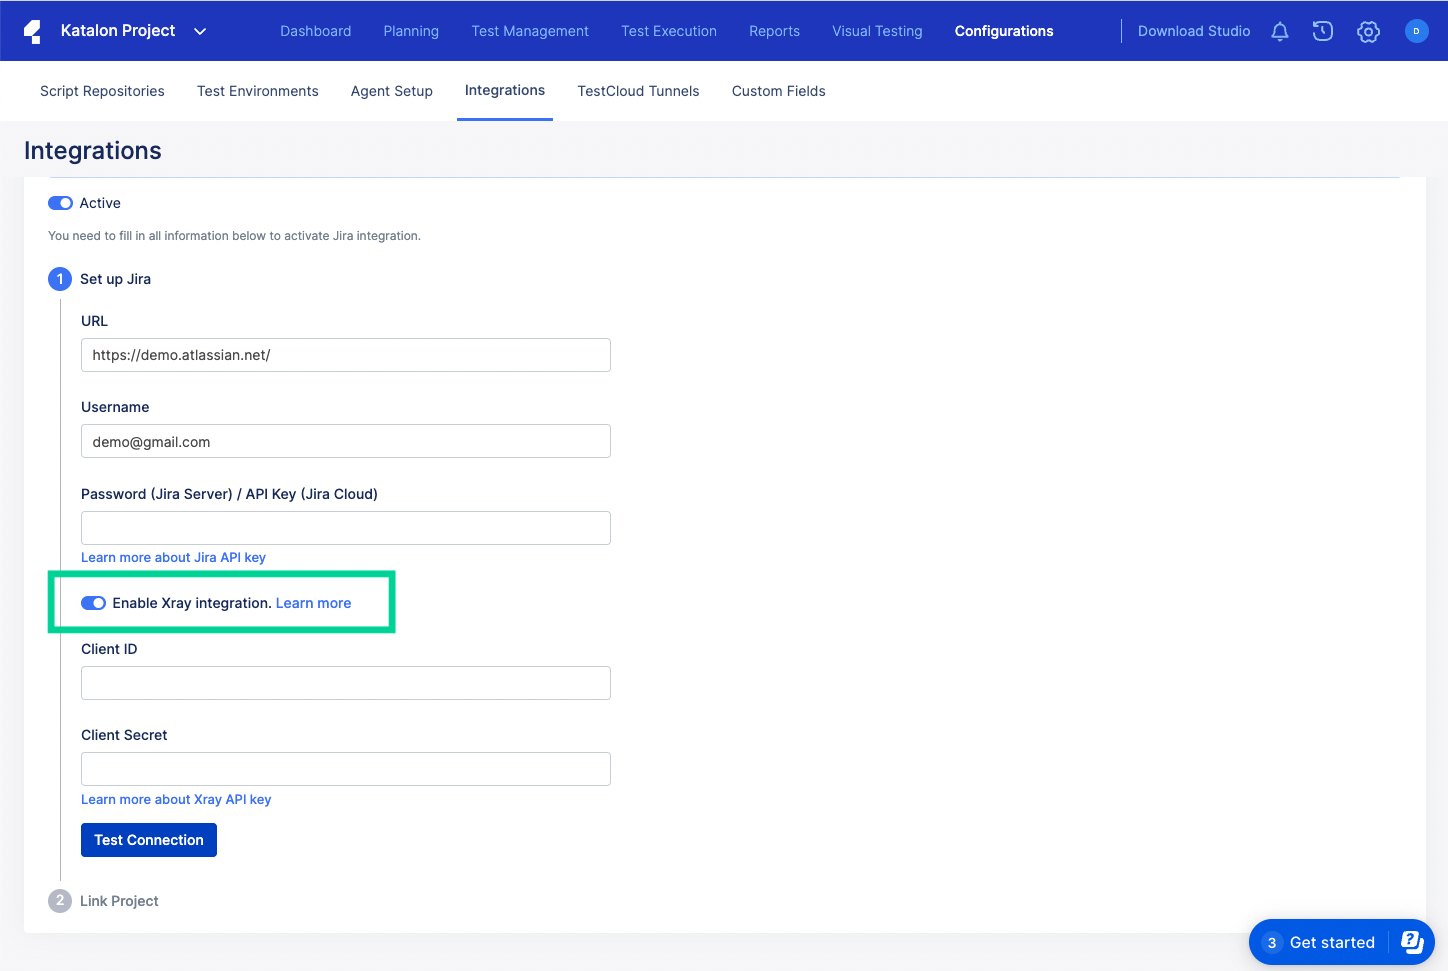 Katalon Project
Dashboard Planning Test Management Test Execution Reports Visual Testing Configurations
Download Studio
D
Script Repositories Test Environments Agent Setup Integrations TestCloud Tunnels Custom Fields
Integrations
Active
You need to fill in all information below to activate Jira integration.
1 Set up Jira
URL
https://demo.atlassian.net/
Username
demo@gmail.com
Password (Jira Server) / API Key (Jira Cloud)
Learn more about Jira API key
Enable Xray integration. Learn more
Client ID
Client Secret
Learn more about Xray API key
Test Connection
2 Link Project
3 Get started ?